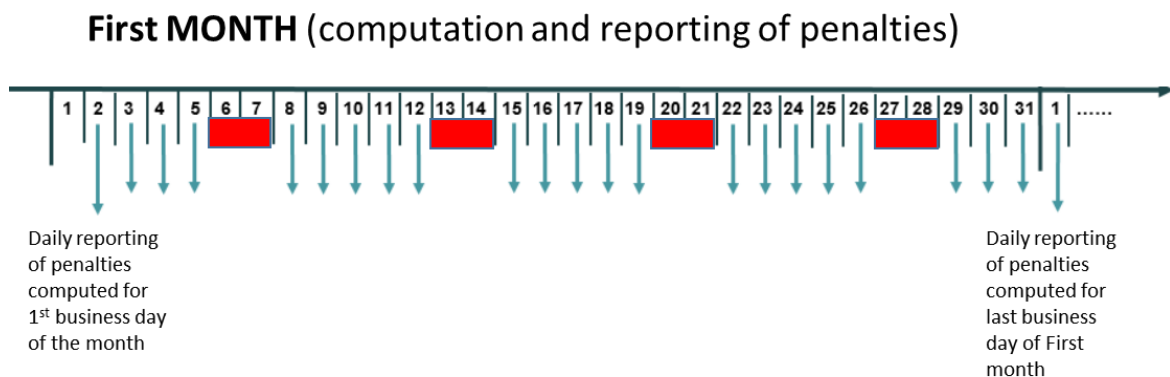 First MONTH (computation and reporting of penalties)
1 2 3 4 5 6 7 8 9 10 11 12 13 14 15 16 17 18 19 20 21 22 23 24 25 26 27 28 29 30 31 1 ......
Daily reporting
of penalties
computed for
1st business day
of the month
Daily reporting
of penalties
computed for
last business
day of First
month